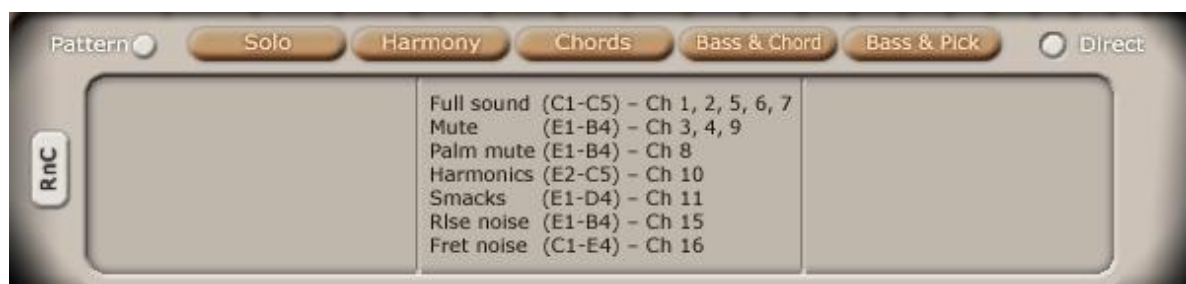 Pattern Solo Harmony Chords Bass & Chord Bass & Pick Direct
RnC
Full sound (C1-C5) – Ch 1, 2, 5, 6, 7
Mute (E1-B4) – Ch 3, 4, 9
Palm mute (E1-B4) – Ch 8
Harmonics (E2-C5) – Ch 10
Smacks (E1-D4) – Ch 11
Rlse noise (E1-B4) – Ch 15
Fret noise (C1-E4) – Ch 16